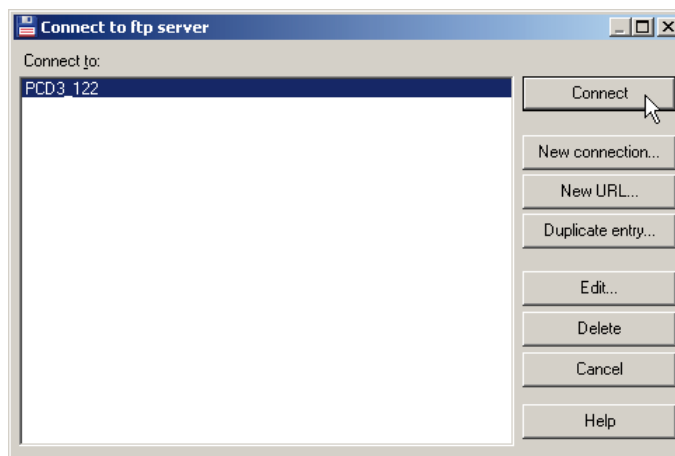 Connect to ftp server
Connect to:
PCD3_122
Connect
New connection...
New URL...
Duplicate entry...
Edit...
Delete
Cancel
Help